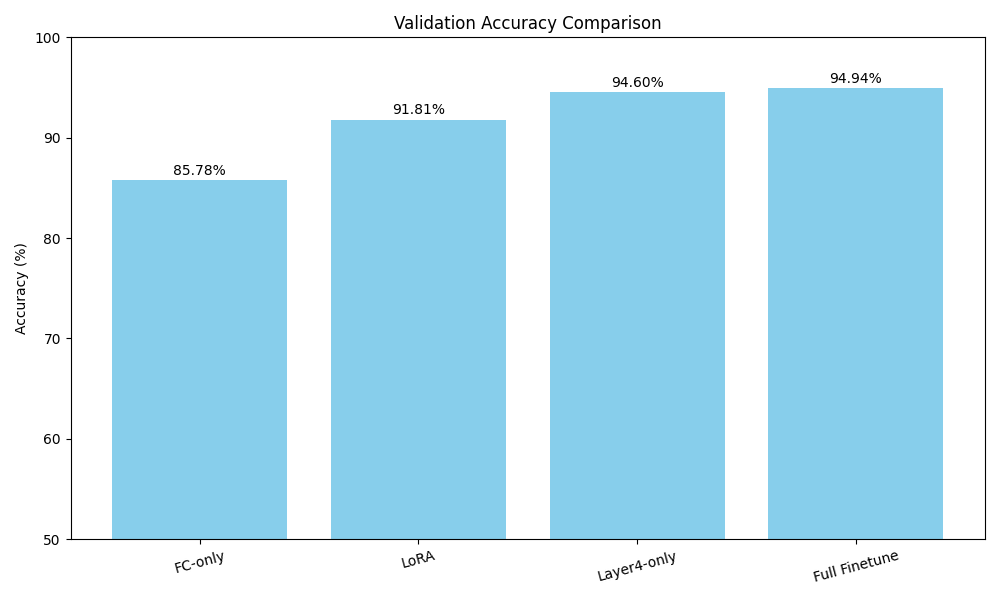 Validation Accuracy Comparison
100
90
80
70
60
50
Accuracy (%)
85.78%
91.81%
94.60%
94.94%
FC-only
LoRA
Layer4-only
Full Finetune